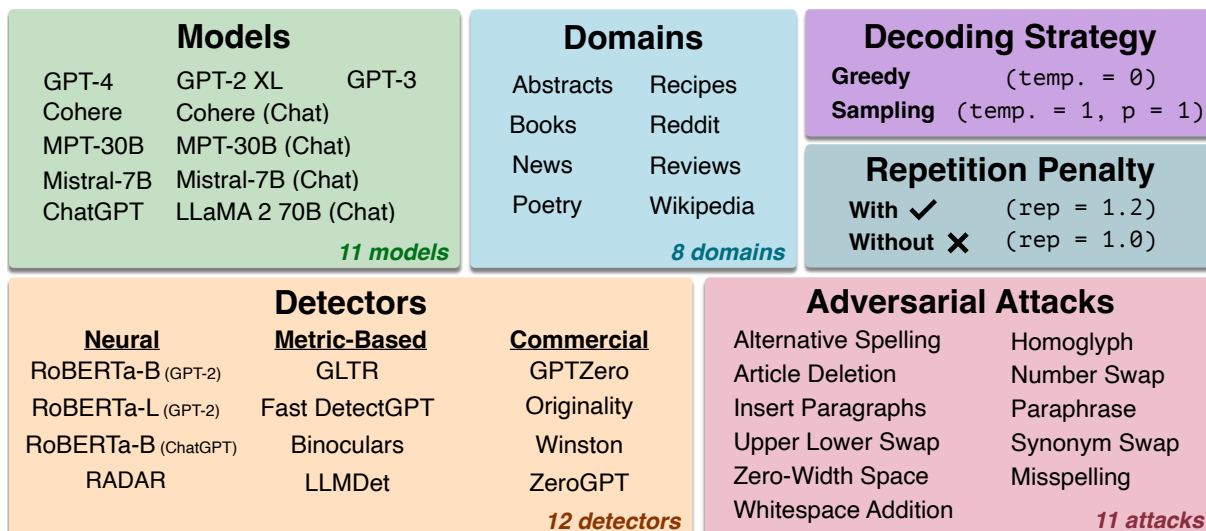 Models
GPT-4 GPT-2 XL GPT-3
Cohere Cohere (Chat)
MPT-30B MPT-30B (Chat)
Mistral-7B Mistral-7B (Chat)
ChatGPT LLaMA 2 70B (Chat)
11 models
Domains
Abstracts Recipes
Books Reddit
News Reviews
Poetry Wikipedia
8 domains
Decoding Strategy
Greedy (temp. = 0)
Sampling (temp. = 1, p = 1)
Repetition Penalty
With ✓ (rep = 1.2)
Without ✗ (rep = 1.0)
Detectors
Neural Metric-Based Commercial
RoBERTa-B (GPT-2) GLTR GPTZero
RoBERTa-L (GPT-2) Fast DetectGPT Originality
RoBERTa-B (ChatGPT) Binoculars Winston
RADAR LLMDet ZeroGPT
12 detectors
Adversarial Attacks
Alternative Spelling Homoglyph
Article Deletion Number Swap
Insert Paragraphs Paraphrase
Upper Lower Swap Synonym Swap
Zero-Width Space Misspelling
Whitespace Addition
11 attacks